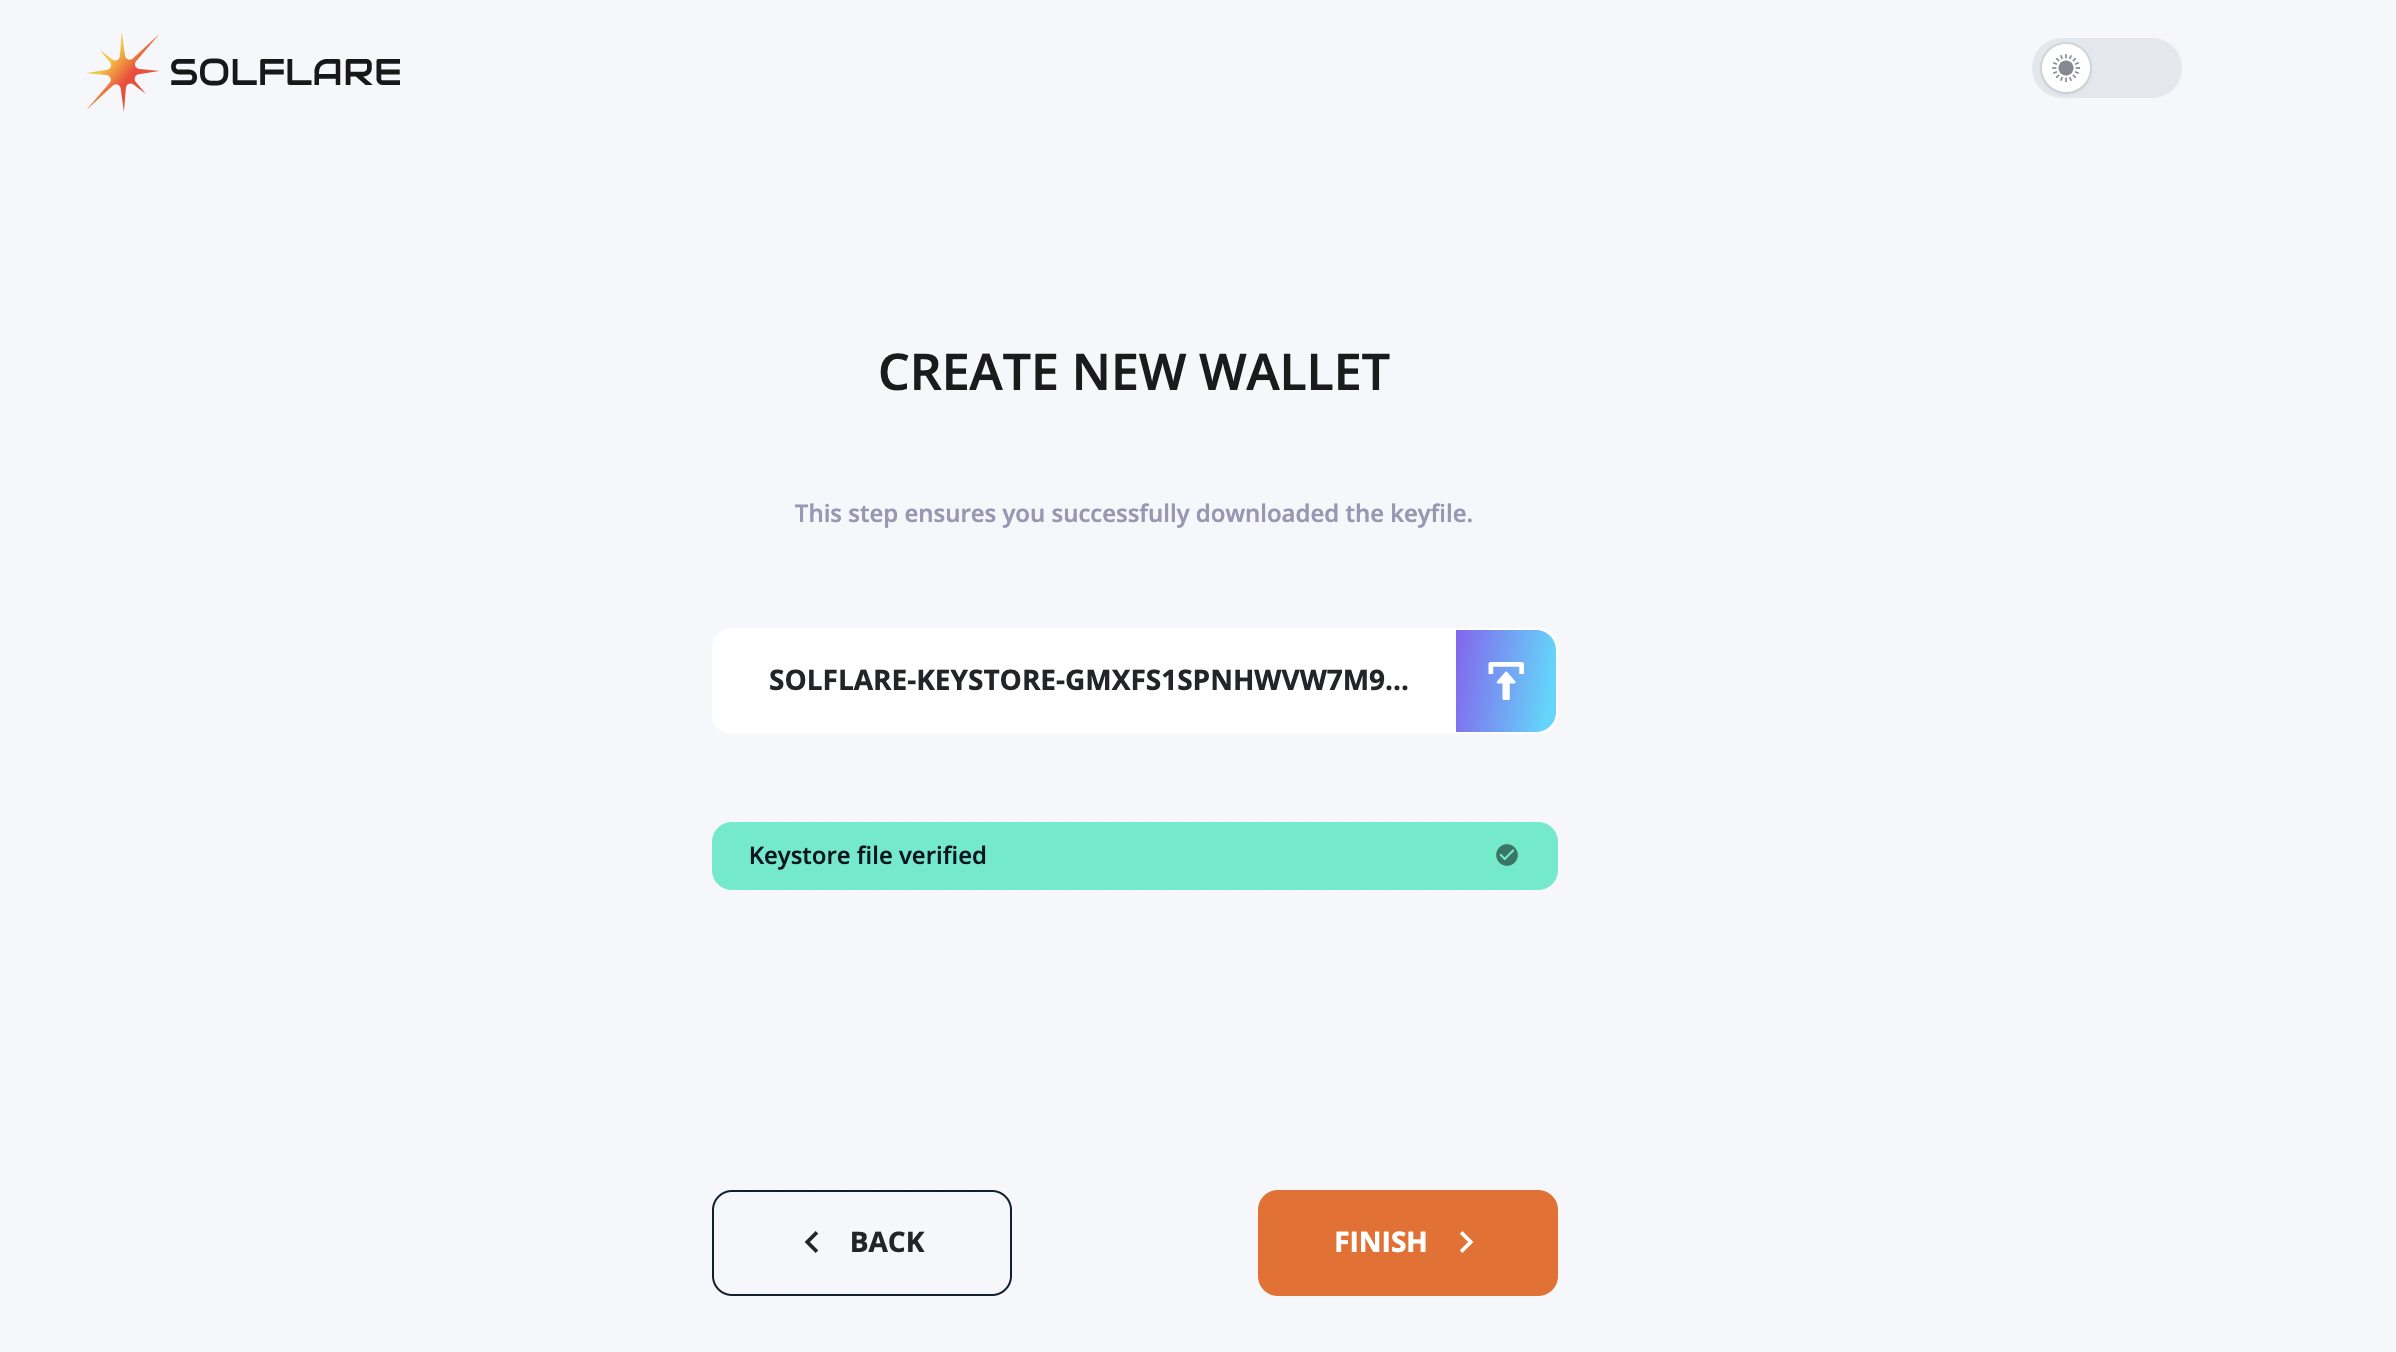 SOLFLARE
CREATE NEW WALLET
This step ensures you successfully downloaded the keyfile.
SOLFLARE-KEYSTORE-GMXFS1SPNHWVW7M9...
Keystore file verified
BACK
FINISH